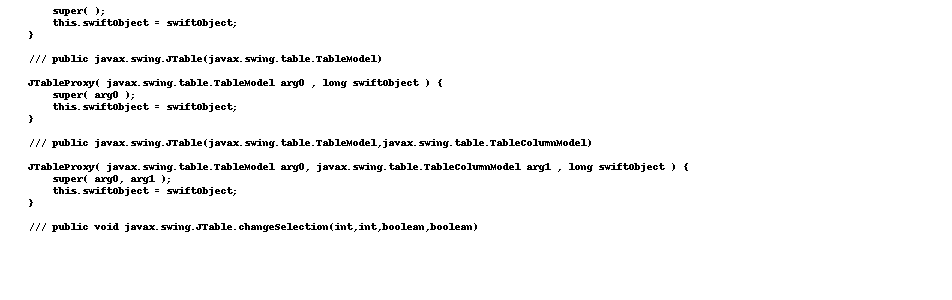 super( );
this.swiftObject = swiftObject;
}
/// public javax.swing.JTable(javax.swing.table.TableModel)
JTableProxy( javax.swing.table.TableModel arg0 , long swiftObject ) {
super( arg0 );
this.swiftObject = swiftObject;
}
/// public javax.swing.JTable(javax.swing.table.TableModel,javax.swing.table.TableColumnModel)
JTableProxy( javax.swing.table.TableModel arg0, javax.swing.table.TableColumnModel arg1 , long swiftObject ) {
super( arg0, arg1 );
this.swiftObject = swiftObject;
}
/// public void javax.swing.JTable.changeSelection(int,int,boolean,boolean)